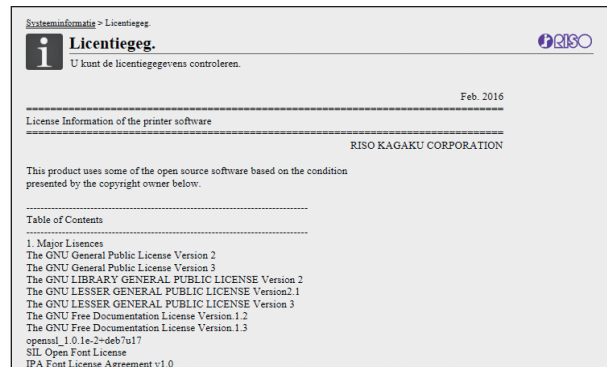 Systeeminformatie > Licentiegeg.
Licentiegeg.
RISO
U kunt de licentiegegevens controleren.
Feb. 2016
================================================================================
License Information of the printer software
================================================================================
RISO KAGAKU CORPORATION
This product uses some of the open source software based on the condition
presented by the copyright owner below.
--------------------------------------------------------------------------------
Table of Contents
--------------------------------------------------------------------------------
1. Major Lisences
The GNU General Public License Version 2
The GNU General Public License Version 3
The GNU LIBRARY GENERAL PUBLIC LICENSE Version 2
The GNU LESSER GENERAL PUBLIC LICENSE Version2.1
The GNU LESSER GENERAL PUBLIC LICENSE Version 3
The GNU Free Documentation License Version.1.2
The GNU Free Documentation License Version.1.3
openssl_1.0.1e-2+deb7u17
SIL Open Font License
IPA Font License Agreement v1.0